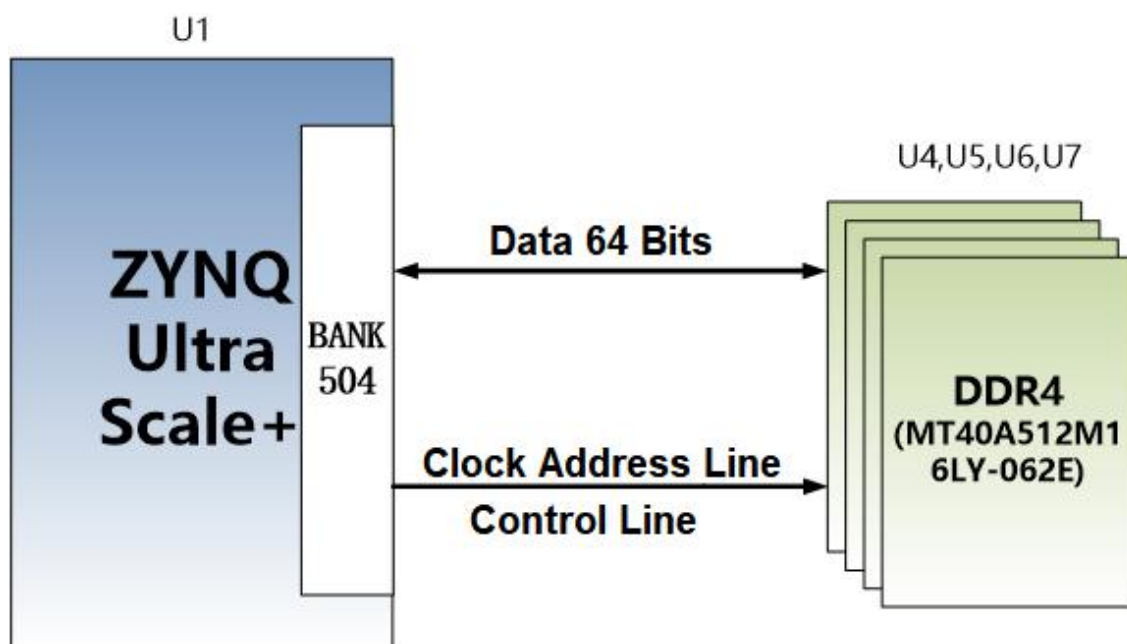 U1
U4,U5,U6,U7
ZYNQ
Ultra
Scale+
BANK
504
Data 64 Bits
Clock Address Line
Control Line
DDR4
(MT40A512M1
6LY-062E)